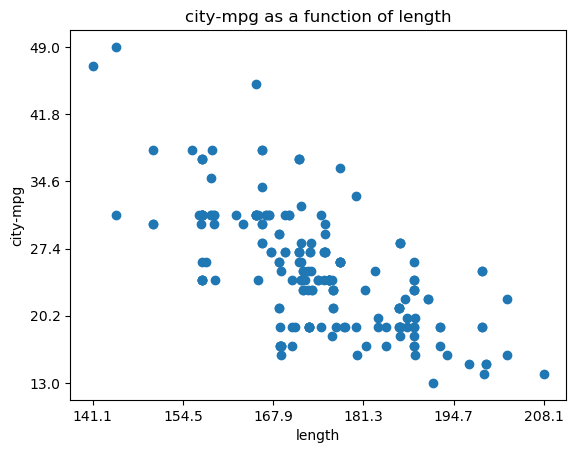 city-mpg as a function of length
49.0
41.8
34.6
27.4
20.2
13.0
city-mpg
141.1 154.5 167.9 181.3 194.7 208.1
length